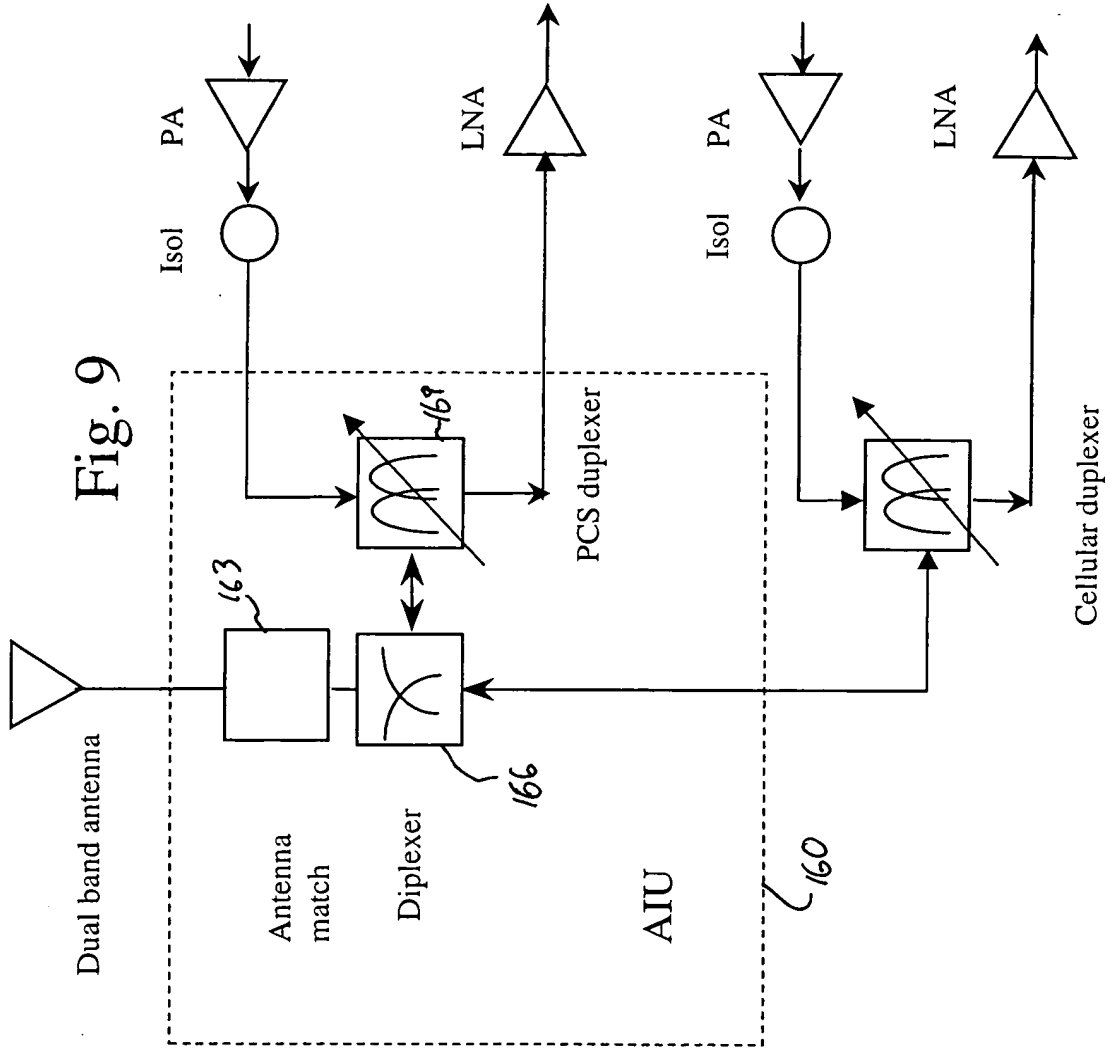 Fig. 9
Dual band antenna
Antenna
match
163
Diplexer
166
169
PCS duplexer
AIU
160
Isol
PA
LNA
Isol
PA
LNA
Cellular duplexer